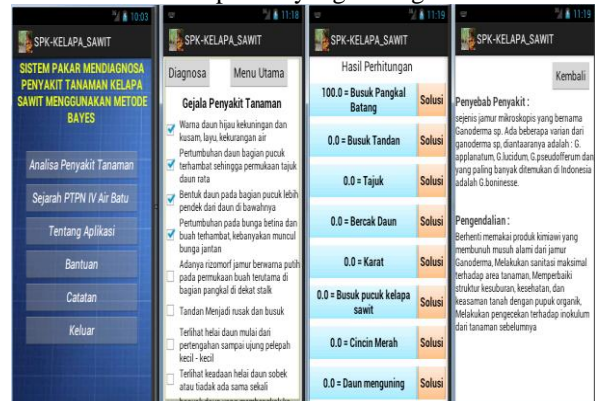 10:03
SPK-KELAPA_SAWIT
SISTEM PAKAR MENDIAGNOSA
PENYAKIT TANAMAN KELAPA
SAWIT MENGGUNAKAN METODE
BAYES
Analisa Penyakit Tanaman
Sejarah PTPN IV Air Batu
Tentang Aplikasi
Bantuan
Catatan
Keluar
11:18
SPK-KELAPA_SAWIT
Diagnosa
Menu Utama
Gejala Penyakit Tanaman
Warna daun hijau kekuningan dan
kusam, layu, kekurangan air
Pertumbuhan daun bagian pucuk
terhambat sehingga permukaan tajuk
daun rata
Bentuk daun pada bagian pucuk lebih
pendek dari daun di bawahnya
Pertumbuhan pada bunga betina dan
buah terhambat, kebanyakan muncul
bunga jantan
Adanya rizomorf jamur berwarna putih
pada permukaan buah terutama di
bagian pangkal di dekat stalk
Tandan Menjadi rusak dan busuk
Terlihat helai daun mulai dari
pertengahan sampai ujung pelepah
kecil - kecil
Terlihat keadaan helai daun sobek
atau tiadak ada sama sekali
11:19
SPK-KELAPA_SAWIT
Hasil Perhitungan
100.0 = Busuk Pangkal
Batang
Solusi
0.0 = Busuk Tandan
Solusi
0.0 = Tajuk
Solusi
0.0 = Bercak Daun
Solusi
0.0 = Karat
Solusi
0.0 = Busuk pucuk kelapa
sawit
Solusi
0.0 = Cincin Merah
Solusi
0.0 = Daun menguning
Solusi
11:19
SPK-KELAPA_SAWIT
Kembali
Penyebab Penyakit :
sejenis jamur mikroskopis yang bernama
Ganoderma sp. Ada beberapa varian dari
ganoderma sp, diantaaranya adalah : G.
applanatum, G.lucidum, G.pseudofferum dan
yang paling banyak ditemukan di Indonesia
adalah G.boninesse.
Pengendalian :
Berhenti memakai produk kimiawi yang
membunuh musuh alami dari jamur
Ganoderma, Melakukan sanitasi maksimal
terhadap area tanaman, Memperbaiki
struktur kesuburan, kesehatan, dan
keasaman tanah dengan pupuk organik,
Melakukan pengecekan terhadap inokulum
dari tanaman sebelumnya